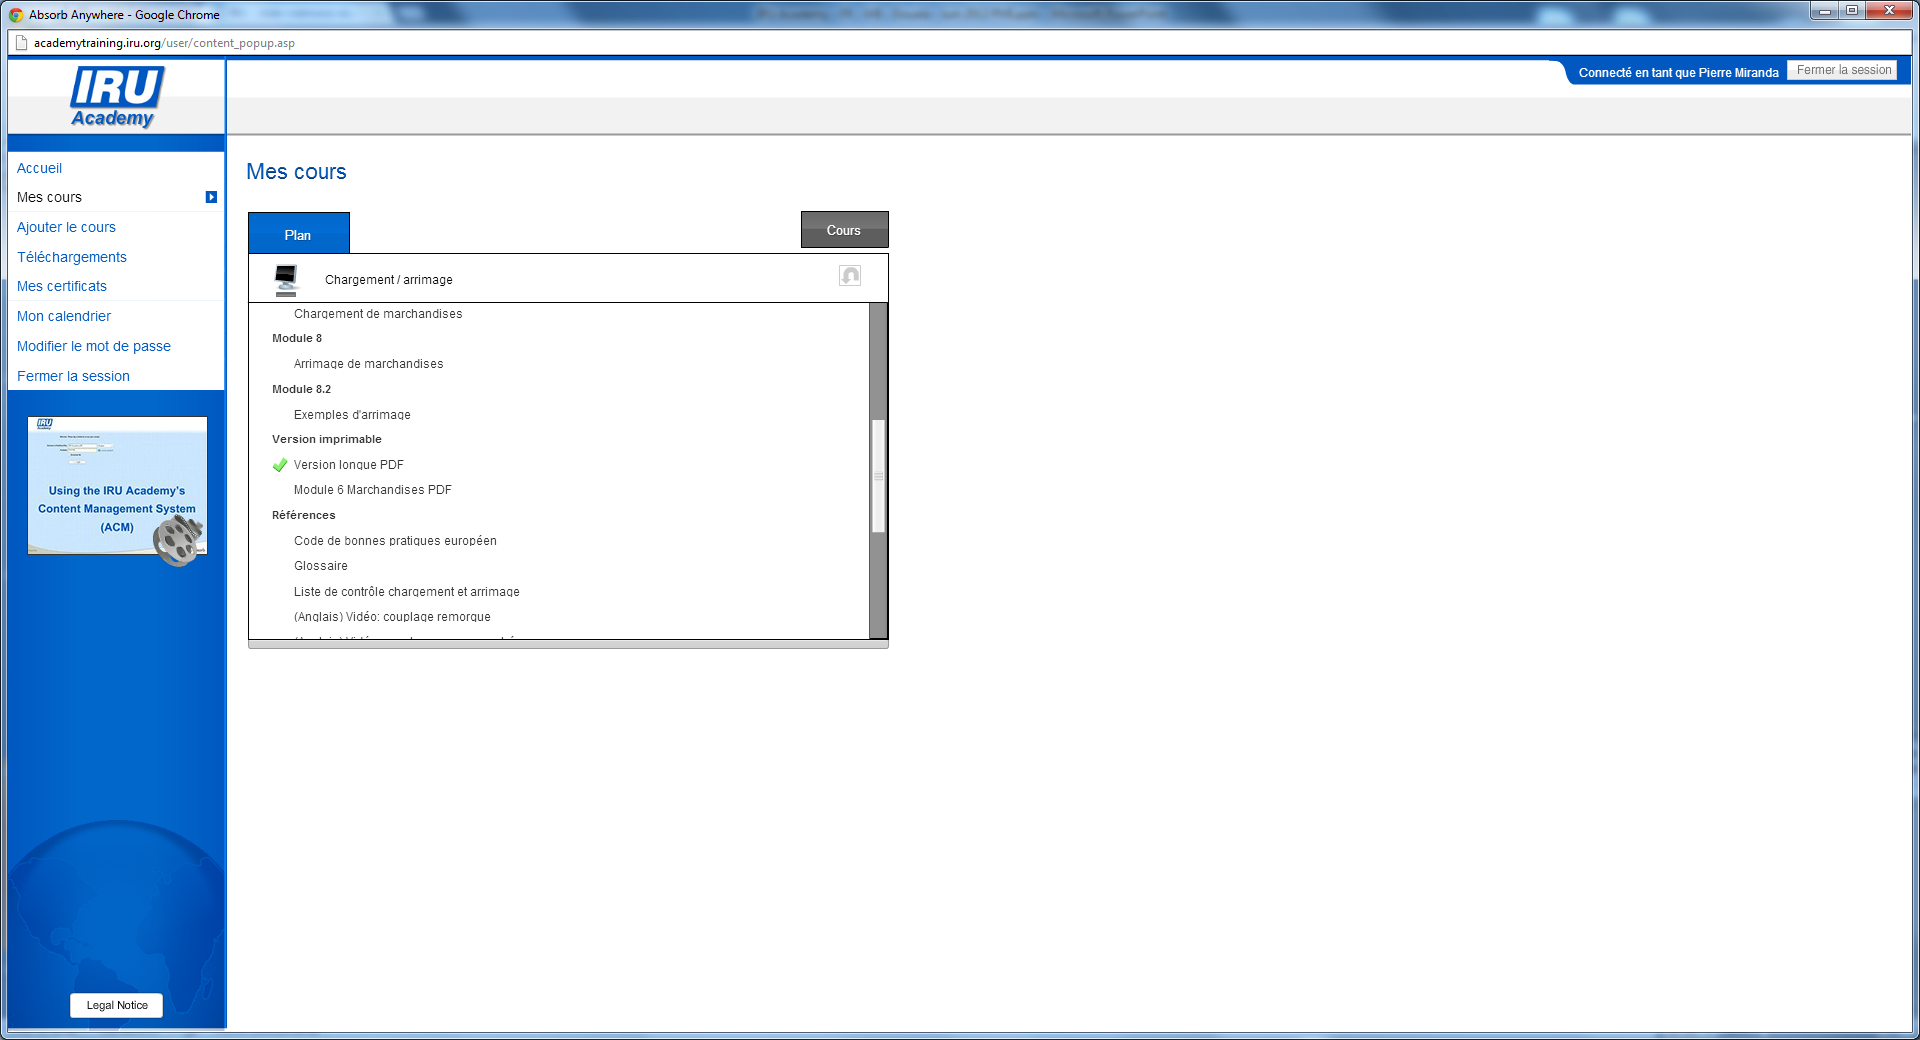 Absorb Anywhere - Google Chrome
academytraining.iru.org/user/content_popup.asp
IRU
Academy
Connecté en tant que Pierre Miranda
Fermer la session
Accueil
Mes cours
Ajouter le cours
Téléchargements
Mes certificats
Mon calendrier
Modifier le mot de passe
Fermer la session
IRU
Academy
Using the IRU Academy's
Content Management System
(ACM)
Legal Notice
Mes cours
Plan
Cours
Chargement / arrimage
Chargement de marchandises
Module 8
Arrimage de marchandises
Module 8.2
Exemples d'arrimage
Version imprimable
Version longue PDF
Module 6 Marchandises PDF
Références
Code de bonnes pratiques européen
Glossaire
Liste de contrôle chargement et arrimage
(Anglais) Vidéo: couplage remorque